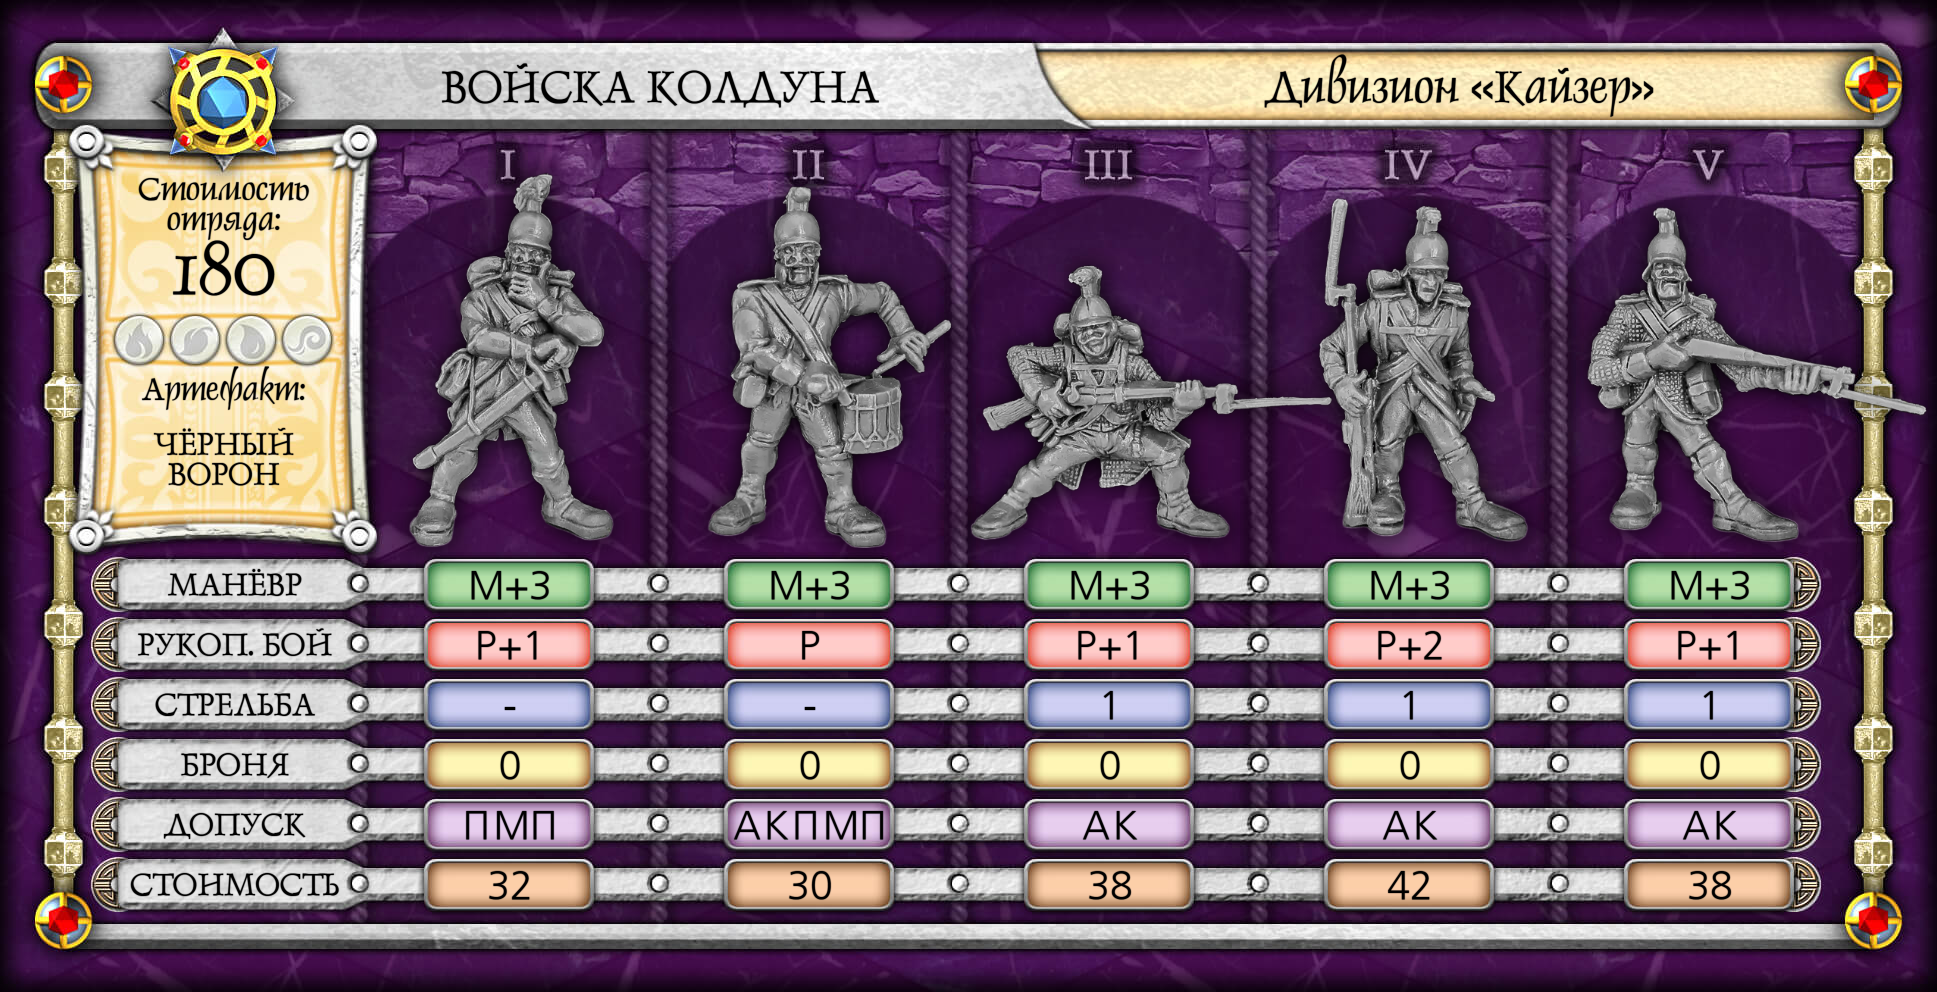 ВОЙСКА КОЛДУНА
Дивизион «Кайзер»
Стоимость
отряда:
180
Артефакт:
ЧЁРНЫЙ
ВОРОН
I II III IV V
МАНЁВР M+3 M+3 M+3 M+3 M+3
РУКОП. БОЙ Р+1 Р Р+1 Р+2 Р+1
СТРЕЛЬБА - - 1 1 1
БРОНЯ 0 0 0 0 0
ДОПУСК ПМП АКПМП АК АК АК
СТОИМОСТЬ 32 30 38 42 38